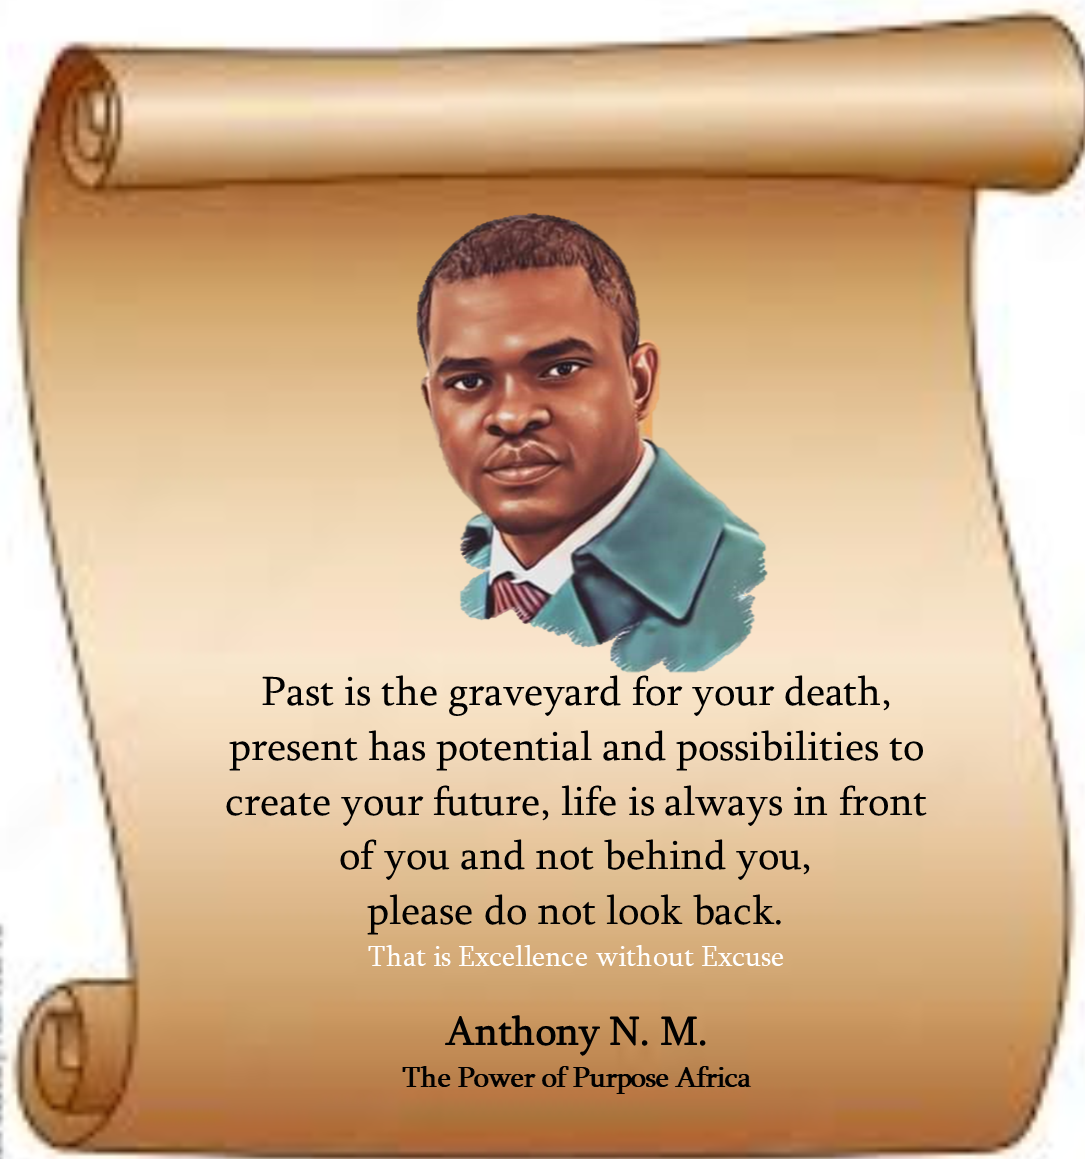 Past is the graveyard for your death,
present has potential and possibilities to
create your future, life is always in front
of you and not behind you,
please do not look back.
That is Excellence without Excuse
Anthony N. M.
The Power of Purpose Africa